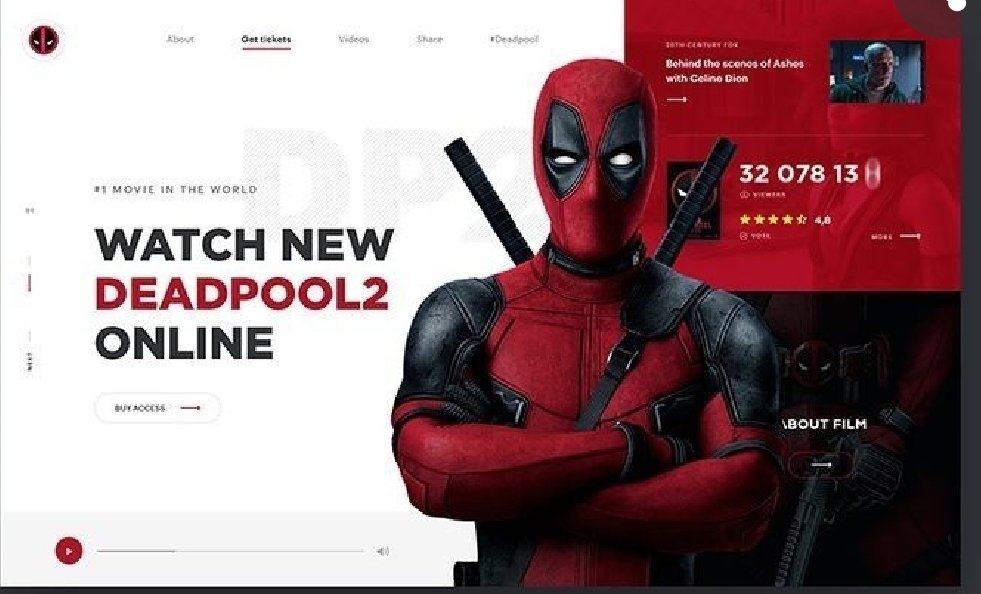 About
Get tickets
Videos
Share
#Deadpool
20TH CENTURY FOX
Behind the scenes of Ashes
with Celine Dion
DP2
#1 MOVIE IN THE WORLD
WATCH NEW
DEADPOOL2
ONLINE
BUY ACCESS
NEXT
32 078 13
VIEWERS
4,8
VOTE
MORE
ABOUT FILM